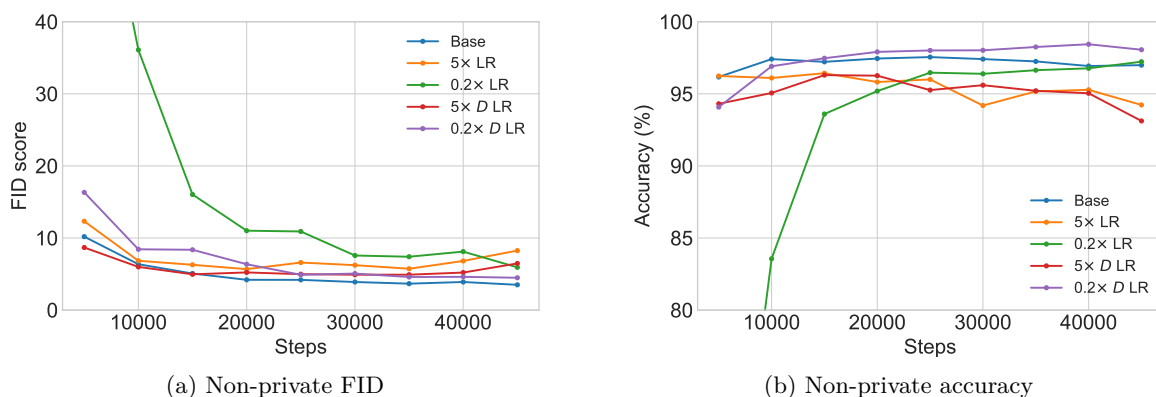 40
30
20
10
0
FID score
10000 20000 30000 40000
Steps
Base
5× LR
0.2× LR
5× D LR
0.2× D LR
(a) Non-private FID
100
95
90
85
80
Accuracy (%)
10000 20000 30000 40000
Steps
Base
5× LR
0.2× LR
5× D LR
0.2× D LR
(b) Non-private accuracy